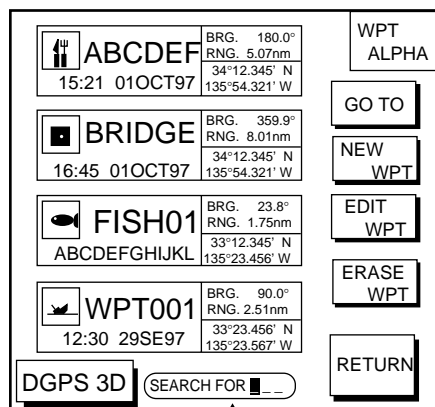 WPT
ALPHA
ABCDEF
15:21 01OCT97
BRG. 180.0°
RNG. 5.07nm
34°12.345' N
135°54.321' W
GO TO
BRIDGE
16:45 01OCT97
BRG. 359.9°
RNG. 8.01nm
34°12.345' N
135°54.321' W
NEW
WPT
FISH01
ABCDEFGHIJKL
BRG. 23.8°
RNG. 1.75nm
33°12.345' N
135°23.456' W
EDIT
WPT
ERASE
WPT
WPT001
12:30 29SE97
BRG. 90.0°
RNG. 2.51nm
33°23.456' N
135°23.567' W
RETURN
DGPS 3D
SEARCH FOR █ _ _